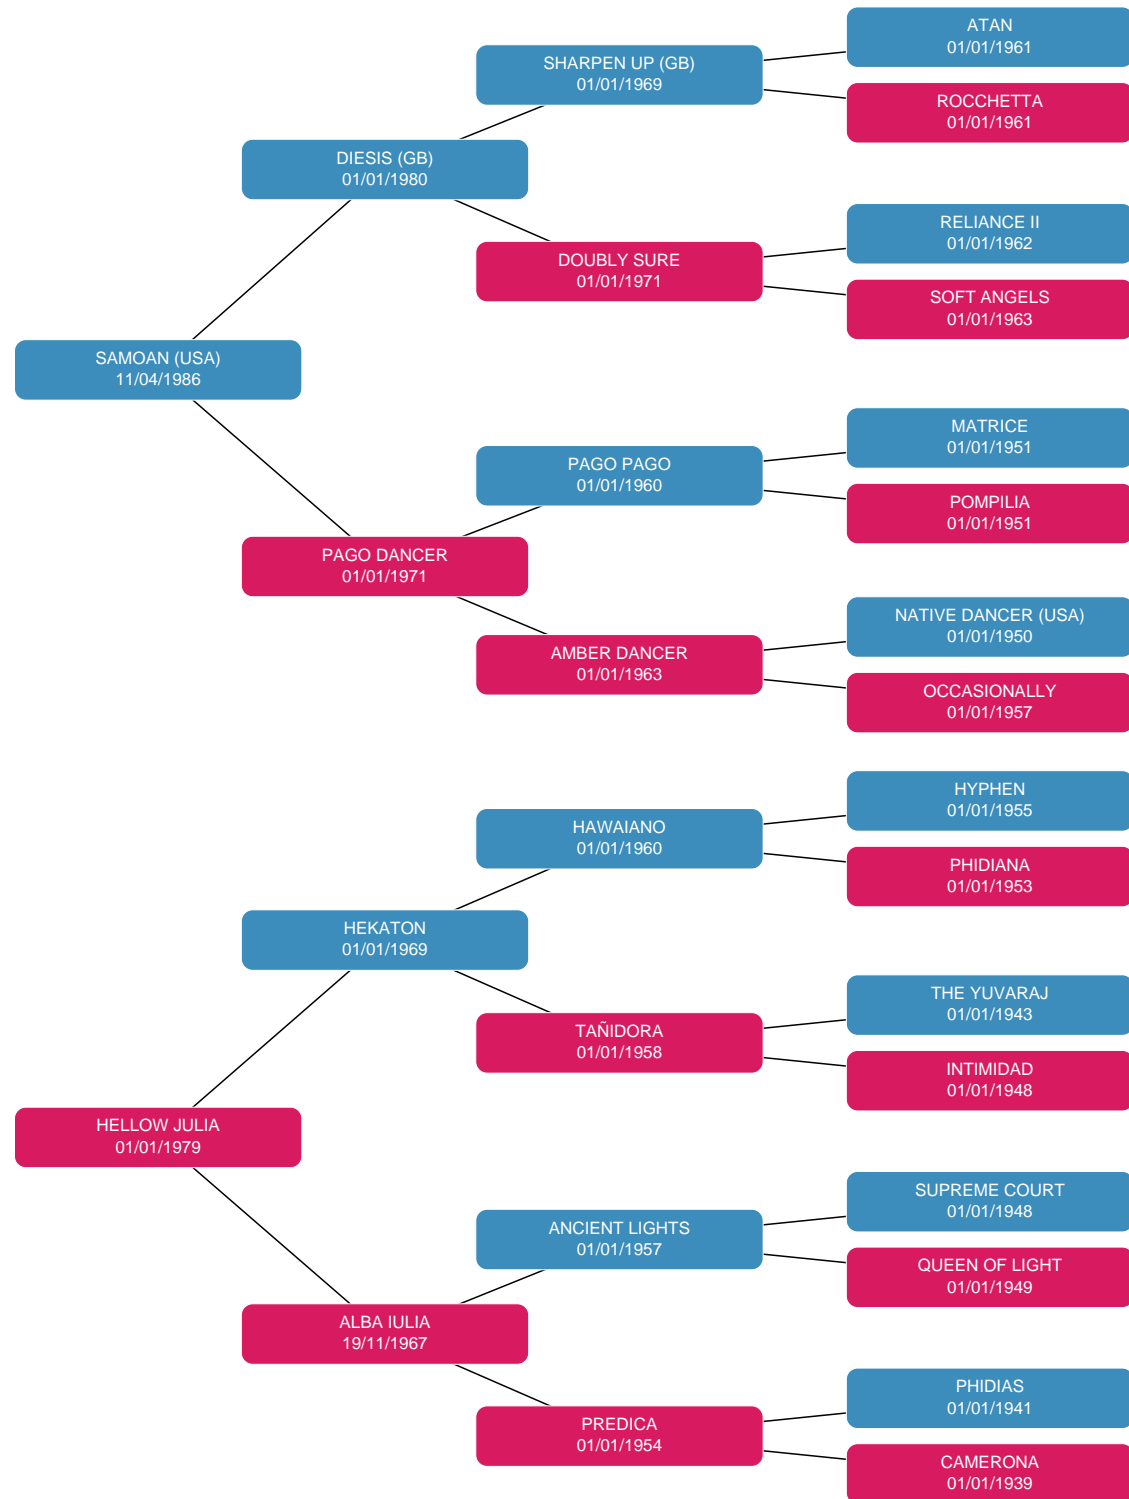 ATAN
01/01/1961
SHARPEN UP (GB)
01/01/1969
ROCCHETTA
01/01/1961
DIESIS (GB)
01/01/1980
RELIANCE II
01/01/1962
DOUBLY SURE
01/01/1971
SOFT ANGELS
01/01/1963
SAMOAN (USA)
11/04/1986
MATRICE
01/01/1951
PAGO PAGO
01/01/1960
POMPILIA
01/01/1951
PAGO DANCER
01/01/1971
NATIVE DANCER (USA)
01/01/1950
AMBER DANCER
01/01/1963
OCCASIONALLY
01/01/1957
HYPHEN
01/01/1955
HAWAIANO
01/01/1960
PHIDIANA
01/01/1953
HEKATON
01/01/1969
THE YUVARAJ
01/01/1943
TAÑIDORA
01/01/1958
INTIMIDAD
01/01/1948
HELLOW JULIA
01/01/1979
SUPREME COURT
01/01/1948
ANCIENT LIGHTS
01/01/1957
QUEEN OF LIGHT
01/01/1949
ALBA IULIA
19/11/1967
PHIDIAS
01/01/1941
PREDICA
01/01/1954
CAMERONA
01/01/1939